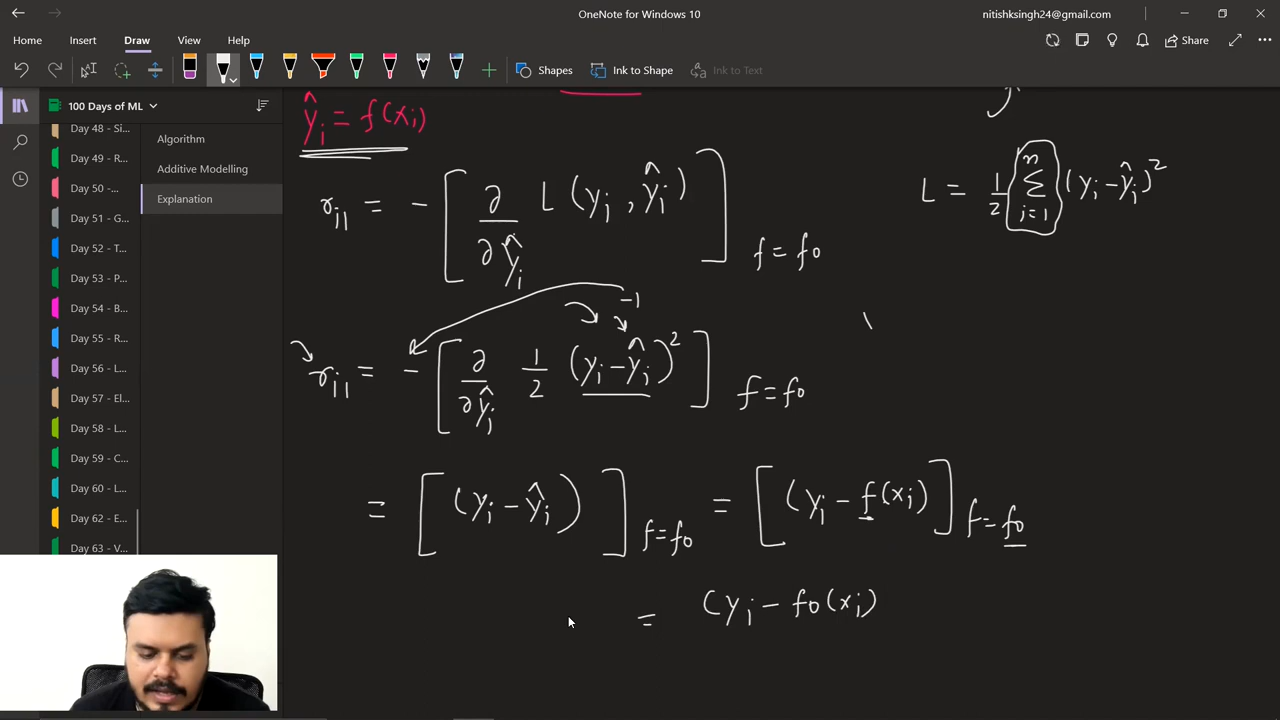 OneNote for Windows 10
nitishksingh24@gmail.com
Home Insert Draw View Help
Share
Shapes Ink to Shape Ink to Text
100 Days of ML
Day 48 - Si...
Day 49 - R...
Day 50 -...
Day 51 - G...
Day 52 - T...
Day 53 - P...
Day 54 - B...
Day 55 - R...
Day 56 - L...
Day 57 - El...
Day 58 - L...
Day 59 - C...
Day 60 - L...
Day 62 - E...
Day 63 - V...
Algorithm
Additive Modelling
Explanation
ŷi = f(xi)
L = 1/2 Σ i=1 n (yi - ŷi)²
ri1 = - [ ∂/∂ŷi L (yi, ŷi) ] f = f0
-1
ri1 = - [ ∂/∂ŷi 1/2 (yi - ŷi)² ] f = f0
= [ (yi - ŷi) ] f = f0 = [ (yi - f(xi) ] f = f0
= (yi - f0(xi)